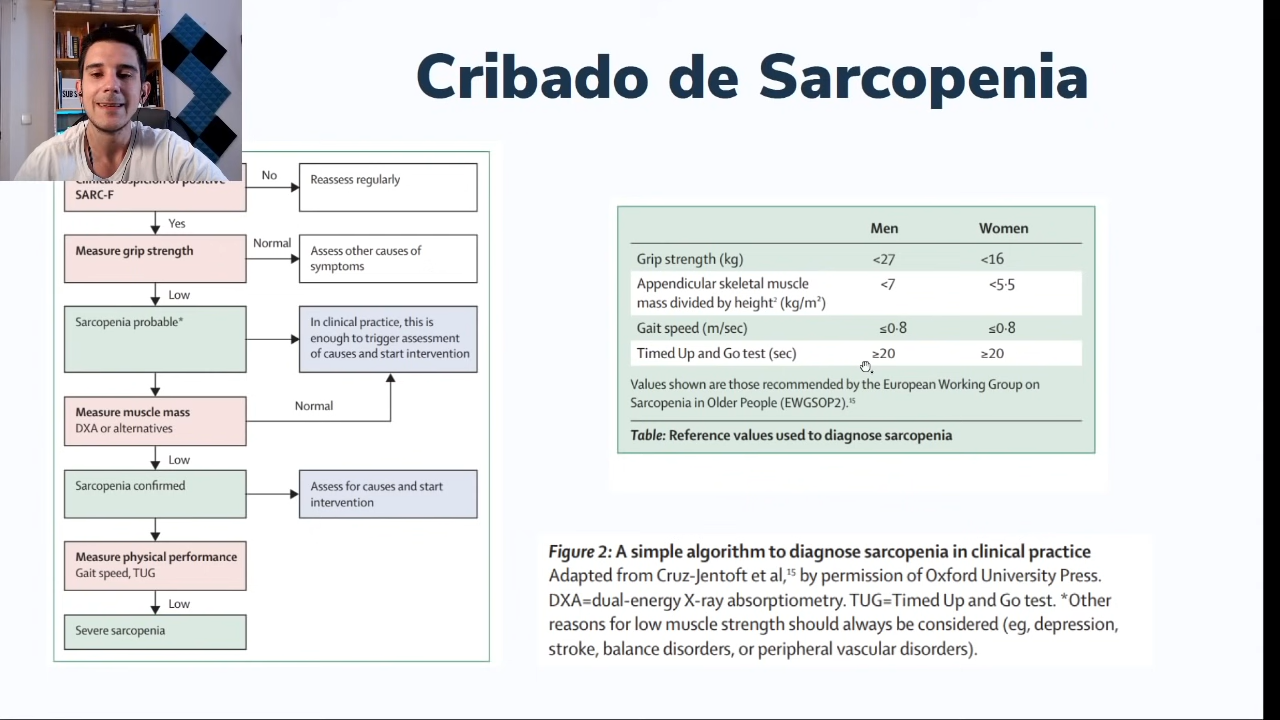 Cribado de Sarcopenia
SARC-F
No
Reassess regularly
Yes
Measure grip strength
Normal
Assess other causes of
symptoms
Low
Sarcopenia probable*
In clinical practice, this is
enough to trigger assessment
of causes and start intervention
Measure muscle mass
DXA or alternatives
Normal
Low
Sarcopenia confirmed
Assess for causes and start
intervention
Measure physical performance
Gait speed, TUG
Low
Severe sarcopenia
Men Women
Grip strength (kg) <27 <16
Appendicular skeletal muscle <7 <5·5
mass divided by height² (kg/m²)
Gait speed (m/sec) ≤0·8 ≤0·8
Timed Up and Go test (sec) ≥20 ≥20
Values shown are those recommended by the European Working Group on
Sarcopenia in Older People (EWGSOP2).¹⁵
Table: Reference values used to diagnose sarcopenia
Figure 2: A simple algorithm to diagnose sarcopenia in clinical practice
Adapted from Cruz-Jentoft et al,¹⁵ by permission of Oxford University Press.
DXA=dual-energy X-ray absorptiometry. TUG=Timed Up and Go test. *Other
reasons for low muscle strength should always be considered (eg, depression,
stroke, balance disorders, or peripheral vascular disorders).